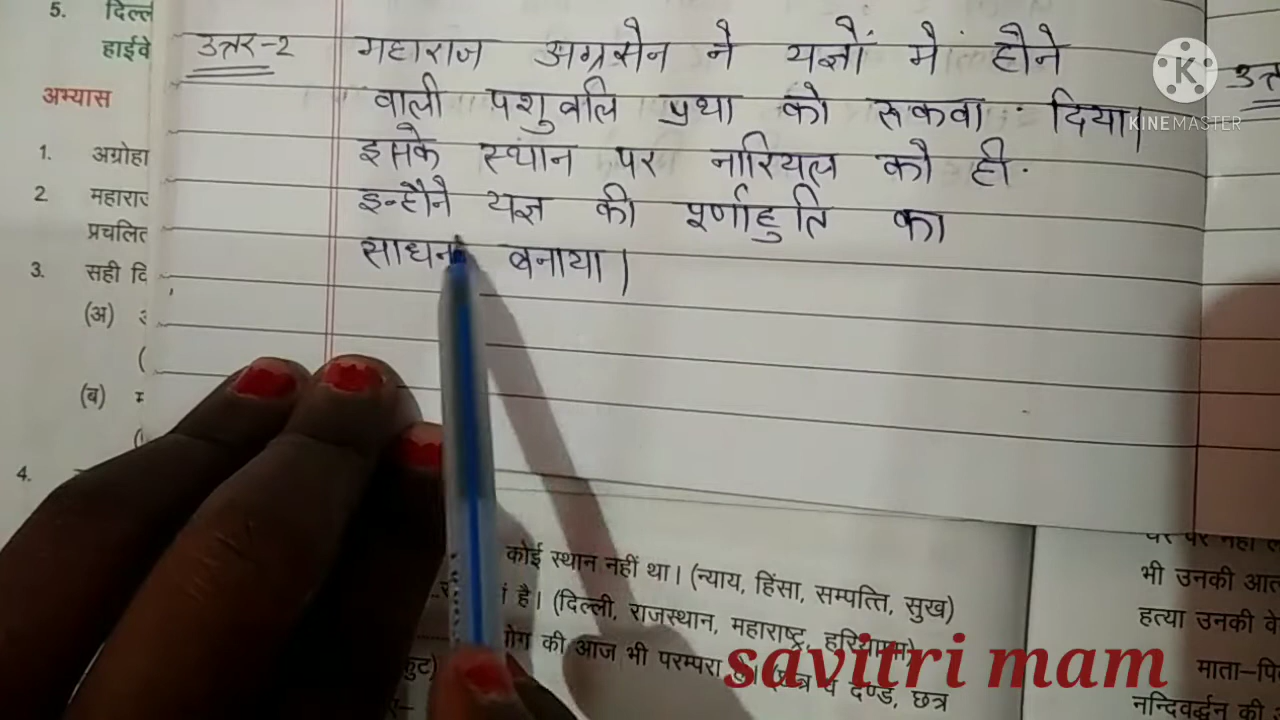 5. दिल्ल
हाईवे
अभ्यास
1. अग्रोहा
2 महाराज
प्रचलित
3. सही दि
(अ)
(ब)
4.
उत्तर-2 महाराज अग्रसेन ने यज्ञों में होने
वाली पशुबलि प्रथा को रूकवा दिया।
इसके स्थान पर नारियल को ही
इन्होंने यज्ञ की पूर्णाहुति का
साधन बनाया।
K
KINEMASTER
कोई स्थान नहीं था। (न्याय, हिंसा, सम्पत्ति, सुख)
है। (दिल्ली, राजस्थान, महाराष्ट्र,
की आज भी परम्परा
दण्ड, छत्र
भी उनकी आत
हत्या उनकी वे
माता-पि
नन्दिवर्द्धन की
savitri mam